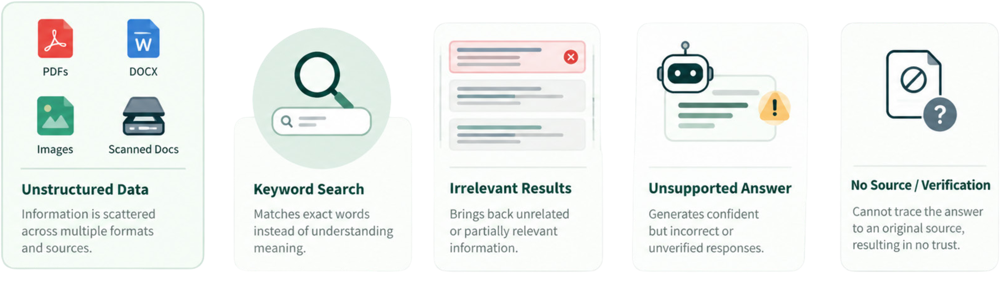 W
PDFs
DOCX
Images
Scanned Docs
Unstructured Data
Information is scattered
across multiple formats
and sources.
Keyword Search
Matches exact words
instead of understanding
meaning.
Irrelevant Results
Brings back unrelated
or partially relevant
information.
Unsupported Answer
Generates confident
but incorrect or
unverified responses.
?
No Source / Verification
Cannot trace the answer
to an original source,
resulting in no trust.